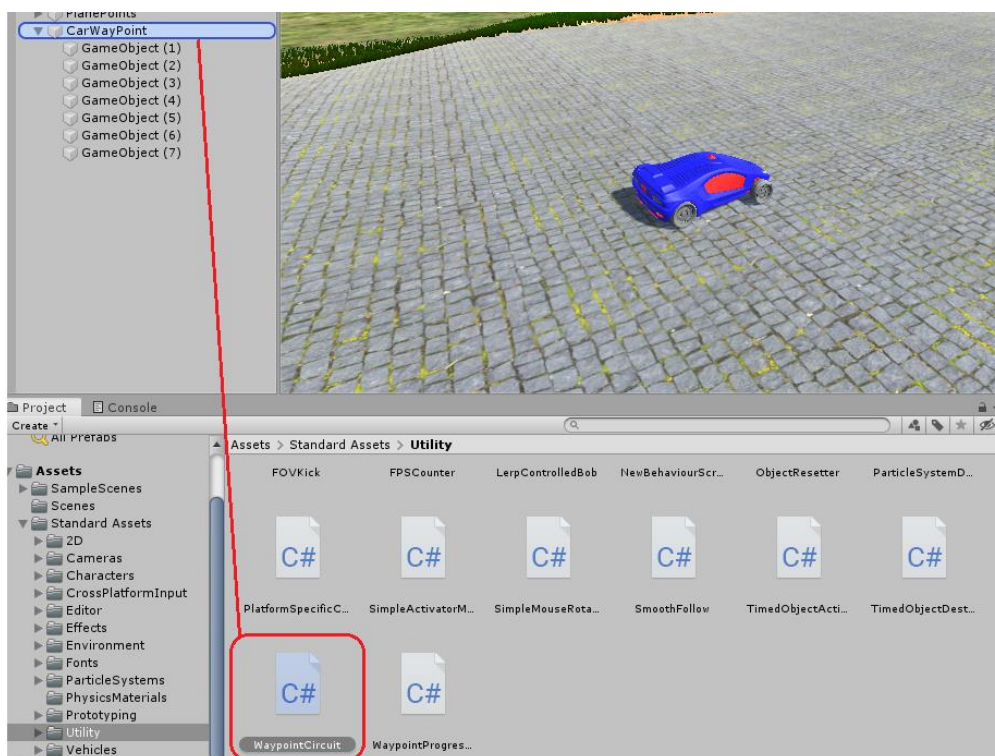 PlanePoints
CarWayPoint
GameObject (1)
GameObject (2)
GameObject (3)
GameObject (4)
GameObject (5)
GameObject (6)
GameObject (7)
Project
Console
Create
All Prefabs
Assets
SampleScenes
Scenes
Standard Assets
2D
Cameras
Characters
CrossPlatformInput
Editor
Effects
Environment
Fonts
ParticleSystems
PhysicsMaterials
Prototyping
Utility
Vehicles
Assets > Standard Assets > Utility
FOVKick
FPSCounter
LerpControlledBob
NewBehaviourScr...
ObjectResetter
ParticleSystemD...
C#
C#
C#
C#
C#
C#
PlatformSpecificC...
SimpleActivatorM...
SimpleMouseRota...
SmoothFollow
TimedObjectActi...
TimedObjectDest...
C#
C#
WaypointCircuit
WaypointProgres...